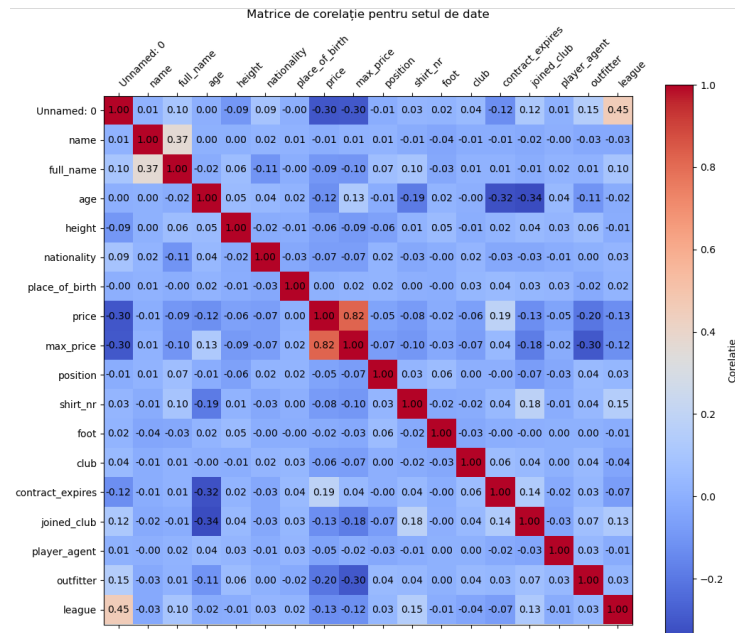 Matrice de corelație pentru setul de date
Unnamed: 0 name full_name age height nationality place_of_birth price max_price position shirt_nr foot club contract_expires joined_club player_agent outfitter league
Unnamed: 0 1.00 0.01 0.10 0.00 -0.09 0.09 -0.00 -0.30 -0.30 -0.01 0.03 0.02 0.04 -0.12 0.12 0.01 0.15 0.45
name 0.01 1.00 0.37 0.00 0.00 0.02 0.01 -0.01 0.01 0.01 -0.01 -0.04 -0.01 -0.01 -0.02 -0.00 -0.03 -0.03
full_name 0.10 0.37 1.00 -0.02 0.06 -0.11 -0.00 -0.09 -0.10 0.07 0.10 -0.03 0.01 0.01 -0.01 0.02 0.01 0.10
age 0.00 0.00 -0.02 1.00 0.05 0.04 0.02 -0.12 0.13 -0.01 -0.19 0.02 -0.00 -0.32 -0.34 0.04 -0.11 -0.02
height -0.09 0.00 0.06 0.05 1.00 -0.02 -0.01 -0.06 -0.09 -0.06 0.01 0.05 -0.01 0.02 0.04 0.03 0.06 -0.01
nationality 0.09 0.02 -0.11 0.04 -0.02 1.00 -0.03 -0.07 -0.07 0.02 -0.03 -0.00 0.02 -0.03 -0.03 -0.01 0.00 0.03
place_of_birth -0.00 0.01 -0.00 0.02 -0.01 -0.03 1.00 0.00 0.02 0.02 0.00 -0.00 0.03 0.04 0.03 0.03 -0.02 0.02
price -0.30 -0.01 -0.09 -0.12 -0.06 -0.07 0.00 1.00 0.82 -0.05 -0.08 -0.02 -0.06 0.19 -0.13 -0.05 -0.20 -0.13
max_price -0.30 0.01 -0.10 0.13 -0.09 -0.07 0.02 0.82 1.00 -0.07 -0.10 -0.03 -0.07 0.04 -0.18 -0.02 -0.30 -0.12
position -0.01 0.01 0.07 -0.01 -0.06 0.02 0.02 -0.05 -0.07 1.00 0.03 0.06 0.00 -0.00 -0.07 -0.03 0.04 0.03
shirt_nr 0.03 -0.01 0.10 -0.19 0.01 -0.03 0.00 -0.08 -0.10 0.03 1.00 -0.02 -0.02 0.04 0.18 -0.01 0.04 0.15
foot 0.02 -0.04 -0.03 0.02 0.05 -0.00 -0.00 -0.02 -0.03 0.06 -0.02 1.00 -0.03 -0.00 -0.00 0.00 0.00 -0.01
club 0.04 -0.01 0.01 -0.00 -0.01 0.02 0.03 -0.06 -0.07 0.00 -0.02 -0.03 1.00 0.06 0.04 -0.00 0.04 -0.04
contract_expires -0.12 -0.01 0.01 -0.32 0.02 -0.03 0.04 0.19 0.04 -0.00 0.04 -0.00 0.06 1.00 0.14 -0.02 0.03 -0.07
joined_club 0.12 -0.02 -0.01 -0.34 0.04 -0.03 0.03 -0.13 -0.18 -0.07 0.18 -0.00 0.04 0.14 1.00 -0.03 0.07 0.13
player_agent 0.01 -0.00 0.02 0.04 0.03 -0.01 0.03 -0.05 -0.02 -0.03 -0.01 0.00 -0.00 -0.02 -0.03 1.00 0.03 -0.01
outfitter 0.15 -0.03 0.01 -0.11 0.06 0.00 -0.02 -0.20 -0.30 0.04 0.04 0.00 0.04 0.03 0.07 0.03 1.00 0.03
league 0.45 -0.03 0.10 -0.02 -0.01 0.03 0.02 -0.13 -0.12 0.03 0.15 -0.01 -0.04 -0.07 0.13 -0.01 0.03 1.00
1.0
0.8
0.6
0.4
0.2
0.0
−0.2
Corelație